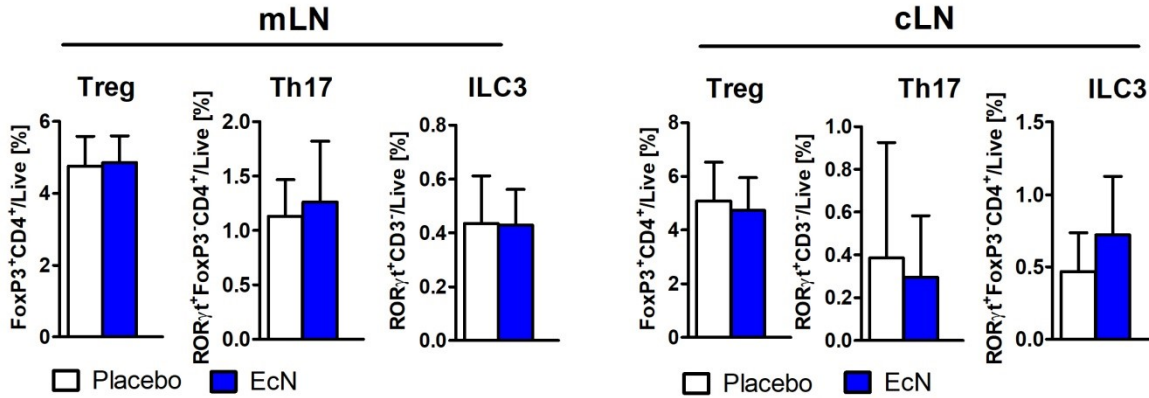 mLN
cLN
Treg
Th17
ILC3
Treg
Th17
ILC3
FoxP3⁺CD4⁺/Live [%]
6
4
2
0
RORγt⁺FoxP3⁻CD4⁺/Live [%]
2.0
1.5
1.0
0.5
0.0
RORγt⁺CD3⁻/Live [%]
0.8
0.6
0.4
0.2
0.0
FoxP3⁺CD4⁺/Live [%]
8
6
4
2
0
RORγt⁺CD3⁻/Live [%]
1.0
0.8
0.6
0.4
0.2
0.0
RORγt⁺FoxP3⁻CD4⁺/Live [%]
1.5
1.0
0.5
0.0
Placebo EcN
Placebo EcN